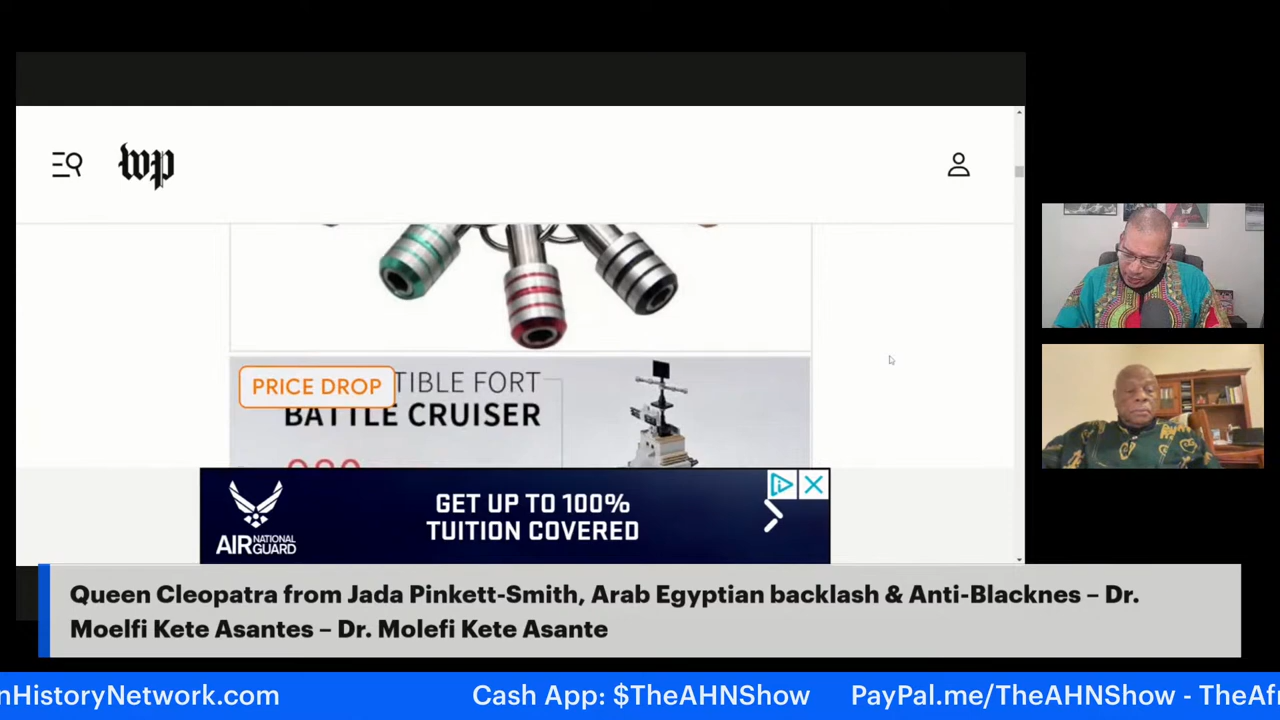 wp
PRICE DROP
TIBLE FORT
BATTLE CRUISER
GET UP TO 100%
TUITION COVERED
AIR NATIONAL
GUARD
Queen Cleopatra from Jada Pinkett-Smith, Arab Egyptian backlash & Anti-Blacknes – Dr.
Moelfi Kete Asantes – Dr. Molefi Kete Asante
nHistoryNetwork.com Cash App: $TheAHNShow PayPal.me/TheAHNShow - TheAf